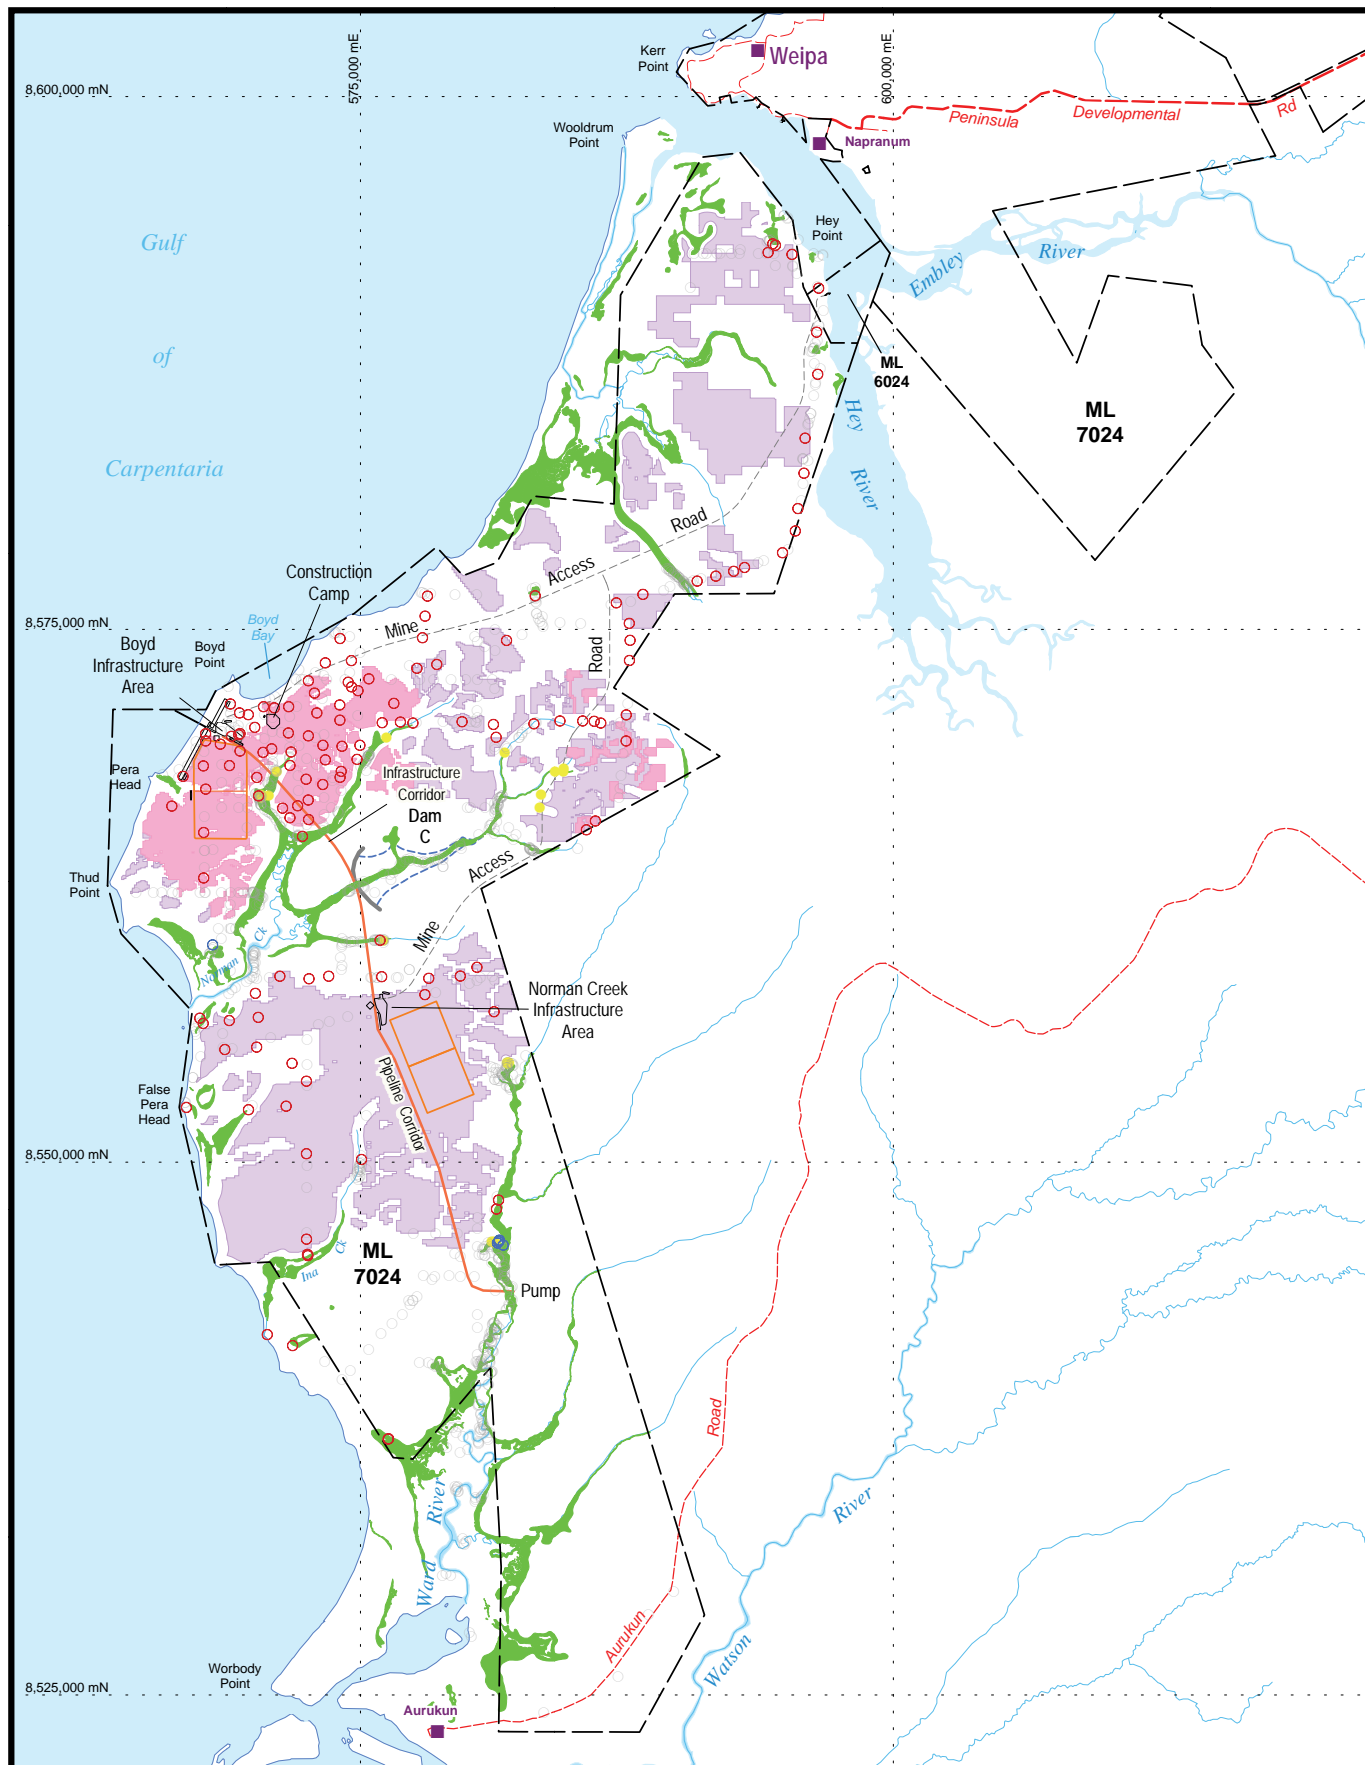 575,000 mE
600,000 mE
Kerr
Point
Weipa
8,600,000 mN
Wooldrum
Point
Peninsula
Developmental
Rd
Napranum
Gulf
of
Carpentaria
Hey
Point
Embley
River
ML
6024
ML
7024
Hey
River
Road
Access
Mine
Construction
Camp
8,575,000 mN
Boyd
Bay
Boyd
Infrastructure
Area
Boyd
Point
Road
Pera
Head
Infrastructure
Corridor
Dam
C
Access
Mine
Thud
Point
Norman
Ck
Norman Creek
Infrastructure
Area
Pipeline Corridor
False
Pera
Head
8,550,000 mN
Ina
Ck
ML
7024
Pump
Road
Ward
River
River
Watson
Aurukun
Worbody
Point
8,525,000 mN
Aurukun